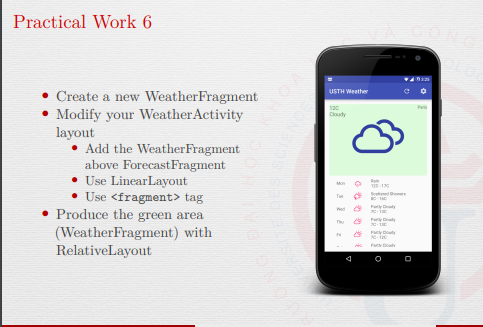 Practical Work 6
• Create a new WeatherFragment
• Modify your WeatherActivity
layout
• Add the WeatherFragment
above ForecastFragment
• Use LinearLayout
• Use <fragment> tag
• Produce the green area
(WeatherFragment) with
RelativeLayout
3:25
USTH Weather
12C
Paris
Cloudy
Mon
Rain
12C - 17C
Tue
Scattered Showers
8C - 16C
Wed
Partly Cloudy
7C - 13C
Thu
Partly Cloudy
Fri
Partly Cloudy
7C - 12C
Partly Cloudy